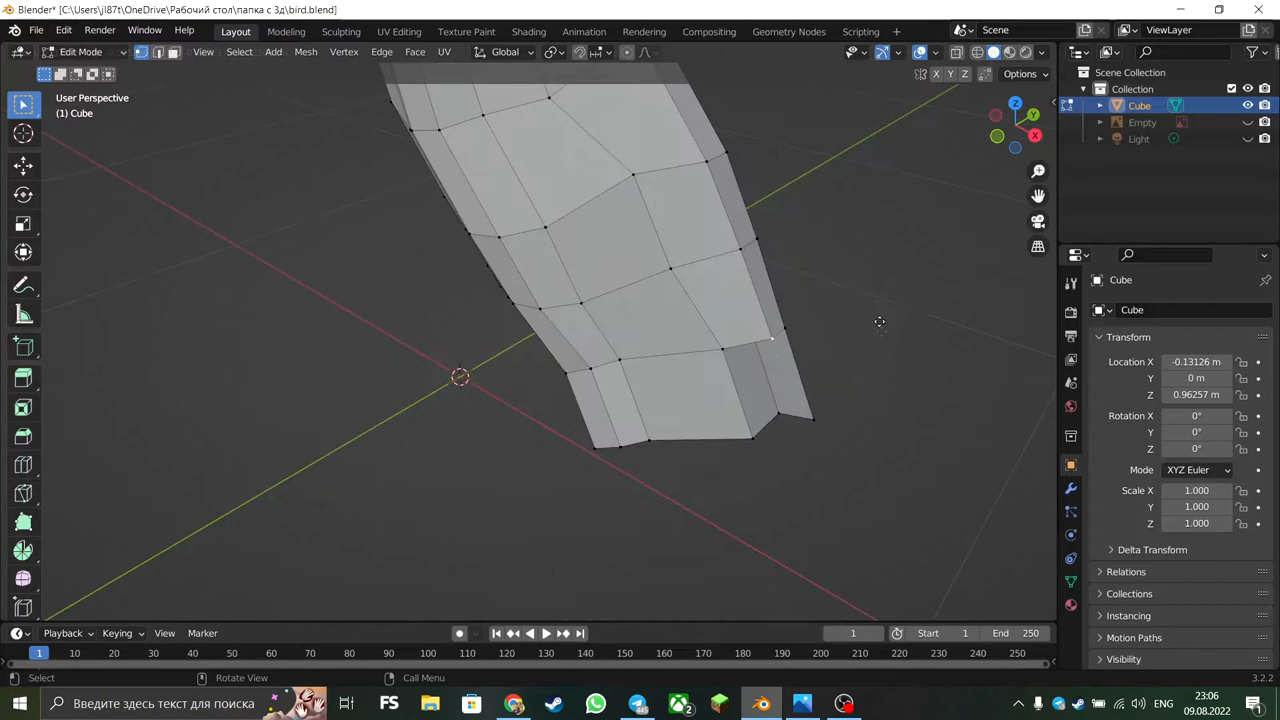 Blender* [C:\Users\jl87t\OneDrive\Рабочий стол\папка с 3д\bird.blend]
File Edit Render Window Help Layout Modeling Sculpting UV Editing Texture Paint Shading Animation Rendering Compositing Geometry Nodes Scripting Scene ViewLayer
Edit Mode View Select Add Mesh Vertex Edge Face UV Global
X Y Z Options
User Perspective
(1) Cube
Z
Y
X
Scene Collection
Collection
Cube
Empty
Light
Cube
Cube
Transform
Location X -0.13126 m
Y 0 m
Z 0.96257 m
Rotation X 0°
Y 0°
Z 0°
Mode XYZ Euler
Scale X 1.000
Y 1.000
Z 1.000
Delta Transform
Relations
Collections
Instancing
Motion Paths
Visibility
Playback Keying View Marker 1 Start 1 End 250
1 10 20 30 40 50 60 70 80 90 100 110 120 130 140 150 160 170 180 190 200 210 220 230 240 250
Select Rotate View Call Menu 3.2.2
Введите здесь текст для поиска FS 2 ENG 23:06 09.08.2022 1